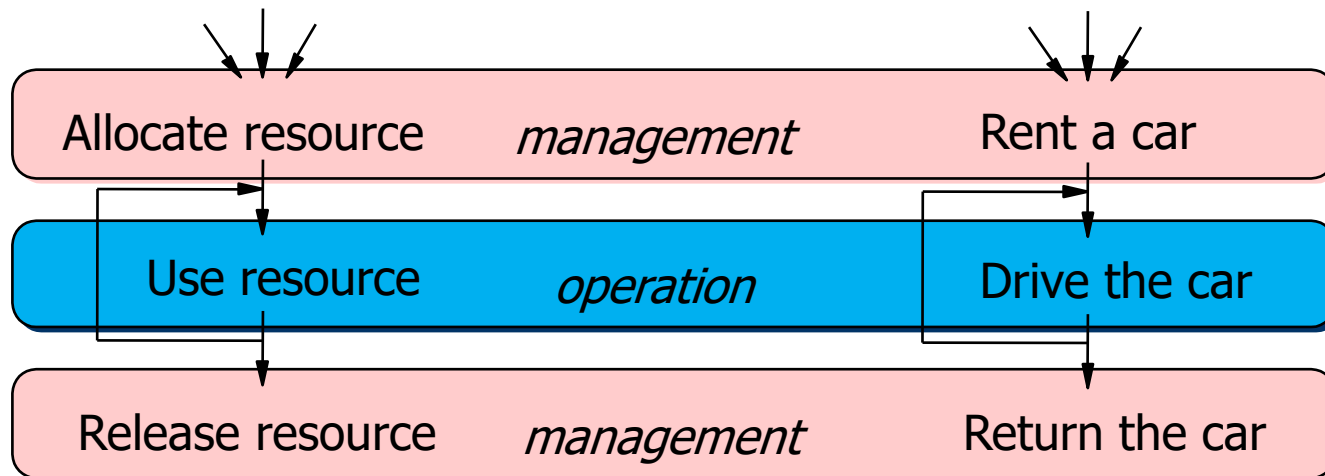 Allocate resource management Rent a car
Use resource operation Drive the car
Release resource management Return the car